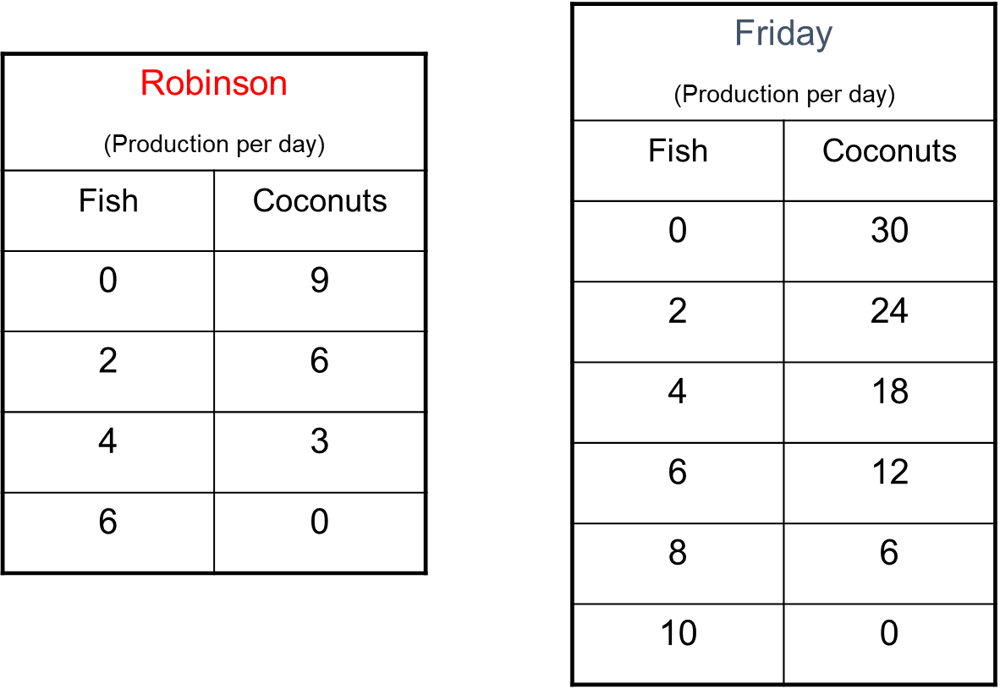 Robinson
(Production per day)
Fish Coconuts
0 9
2 6
4 3
6 0
Friday
(Production per day)
Fish Coconuts
0 30
2 24
4 18
6 12
8 6
10 0